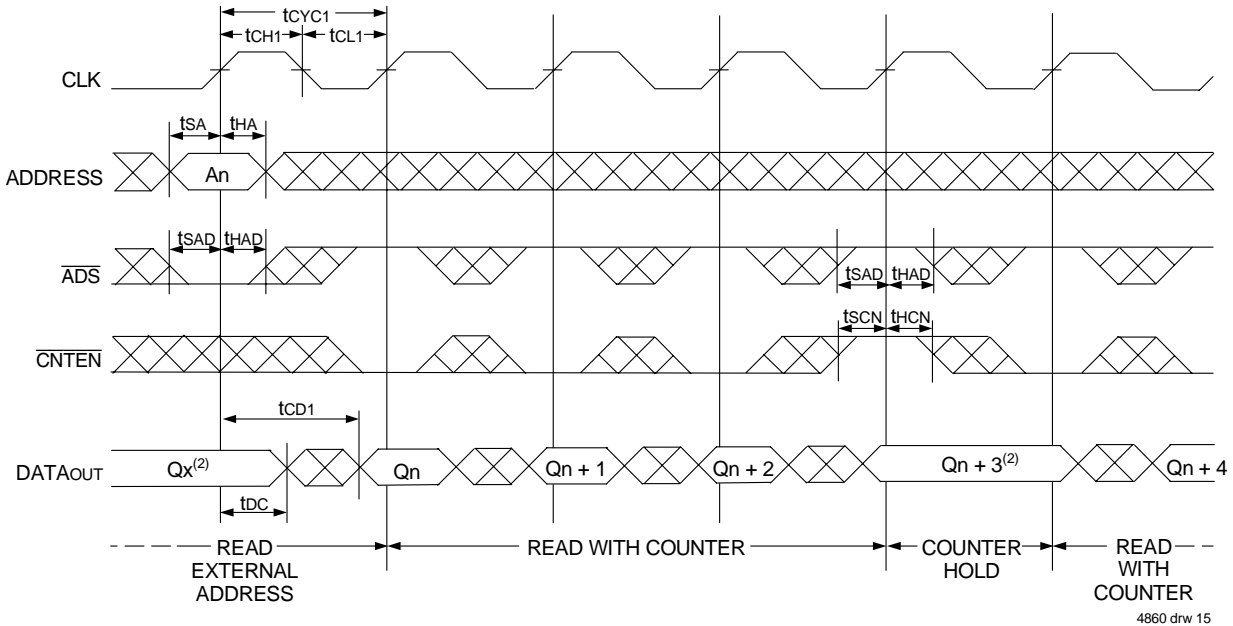 tCYC1
tCH1 tCL1
CLK
tSA tHA
ADDRESS An
tSAD tHAD
ADS
tSAD tHAD
tSCN tHCN
CNTEN
tCD1
DATAOUT Qx(2) Qn Qn + 1 Qn + 2 Qn + 3(2) Qn + 4
tDC
READ EXTERNAL ADDRESS
READ WITH COUNTER
COUNTER HOLD
READ WITH COUNTER
4860 drw 15